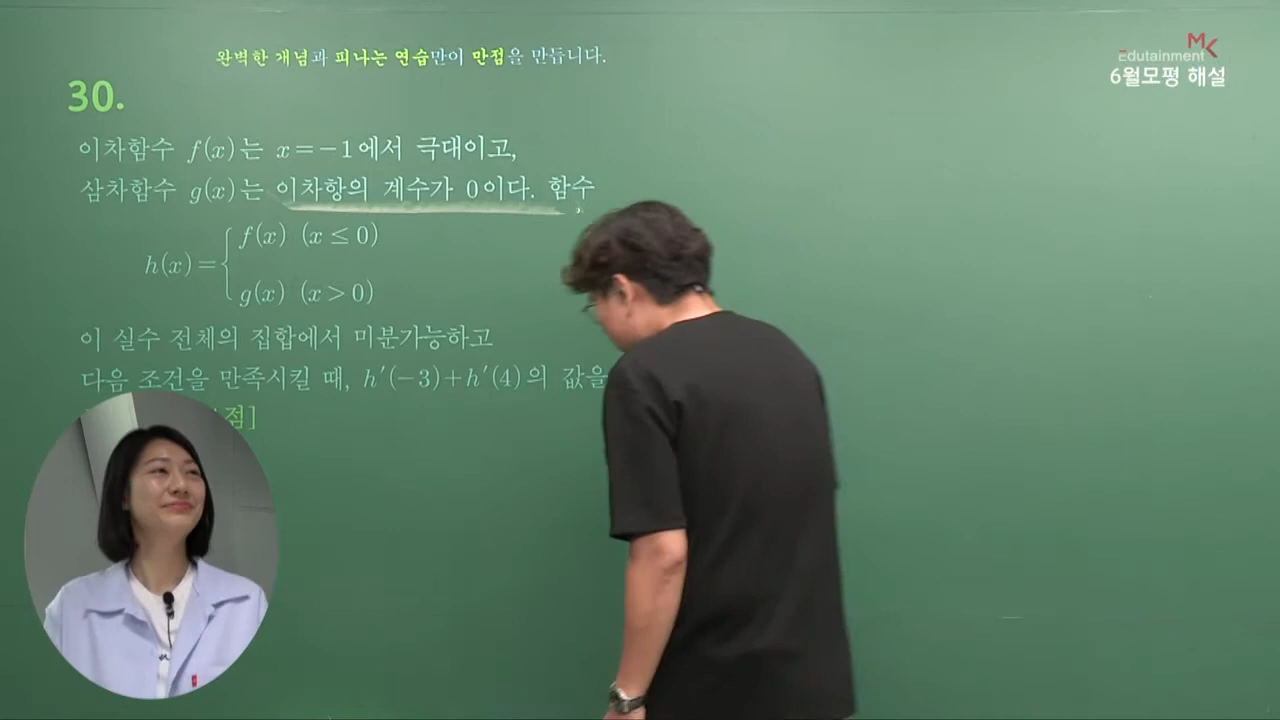 완벽한 개념과 피나는 연습만이 만점을 만듭니다.
MK
Edutainment
6월모평 해설
30.
이차함수 f(x)는 x=-1에서 극대이고,
삼차함수 g(x)는 이차항의 계수가 0이다. 함수
h(x)={ f(x) (x≤0)
g(x) (x>0)
이 실수 전체의 집합에서 미분가능하고
다음 조건을 만족시킬 때, h′(-3)+h′(4)의 값을
점]